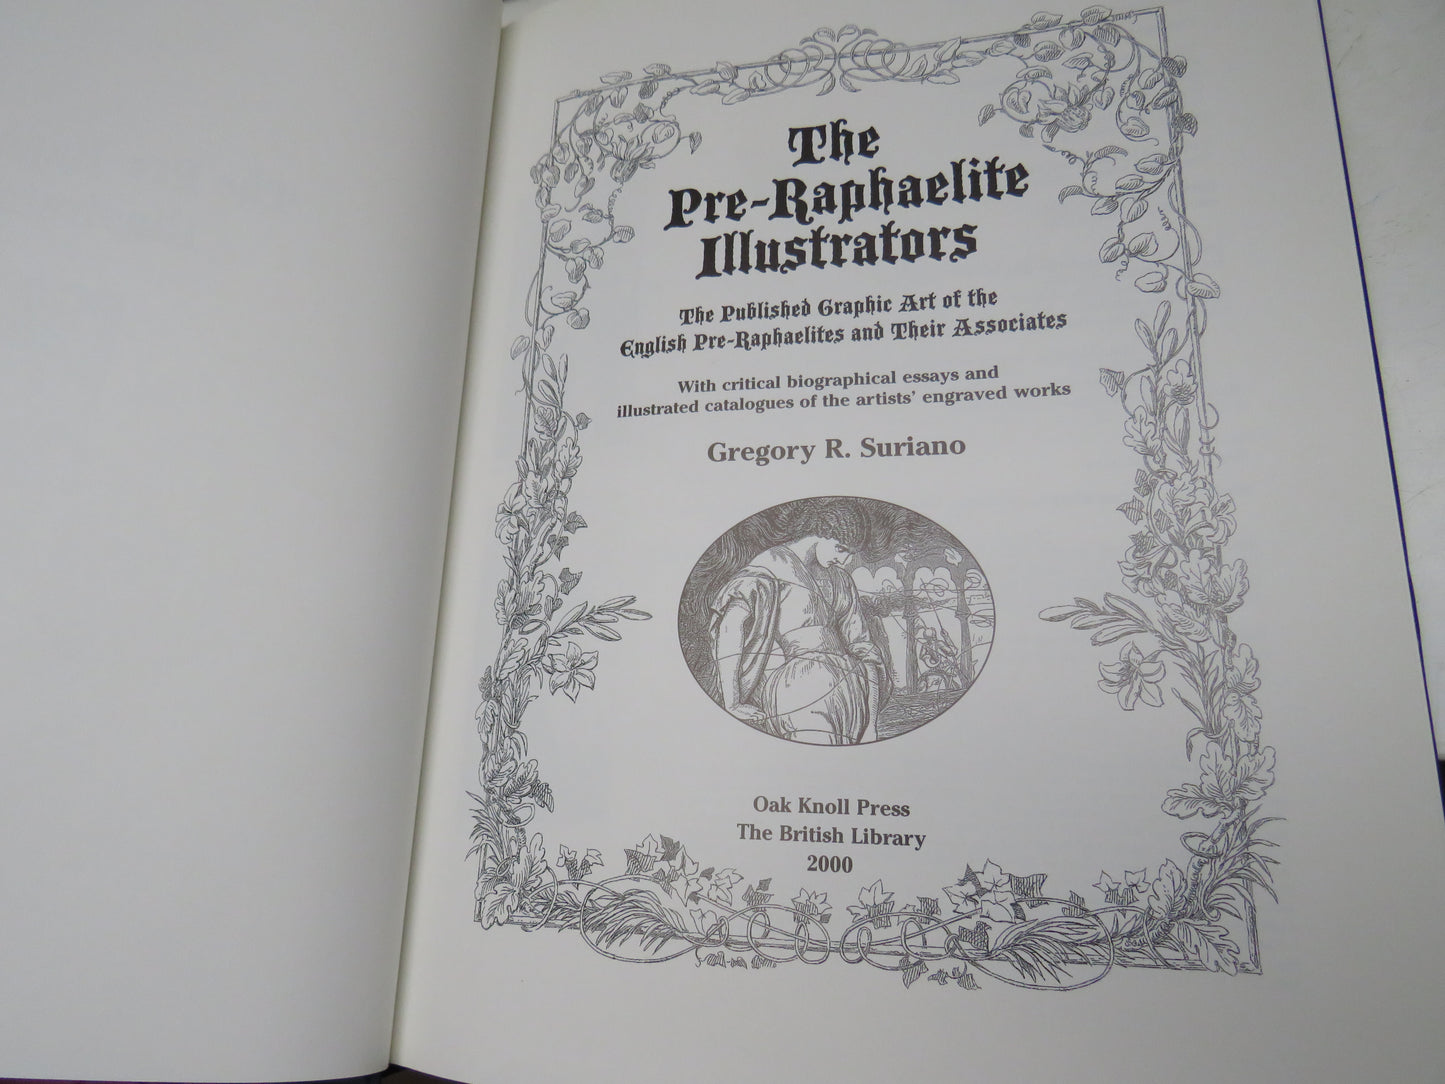 The
Pre-Raphaelite
Illustrators
The Published Graphic Art of the
English Pre-Raphaelites and Their Associates
With critical biographical essays and
illustrated catalogues of the artists' engraved works
Gregory R. Suriano
Oak Knoll Press
The British Library
2000